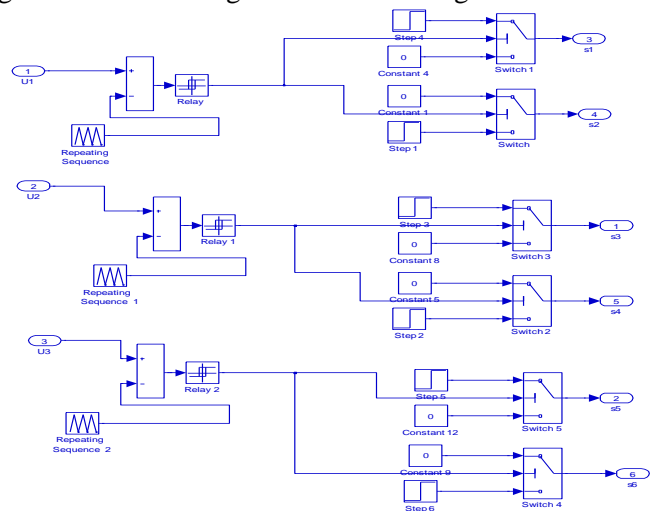 Step 4
3
s1
1
U1
0
Constant 4
Switch 1
+
−
Relay
0
Constant 1
4
s2
Step 1
Switch
Repeating
Sequence
2
U2
Step 3
1
s3
+
−
Relay 1
0
Constant 8
Switch 3
Repeating
Sequence 1
0
Constant 5
5
s4
Step 2
Switch 2
3
U3
+
−
Relay 2
Step 5
2
s5
0
Constant 12
Switch 5
Repeating
Sequence 2
0
Constant 9
6
s6
Step 6
Switch 4